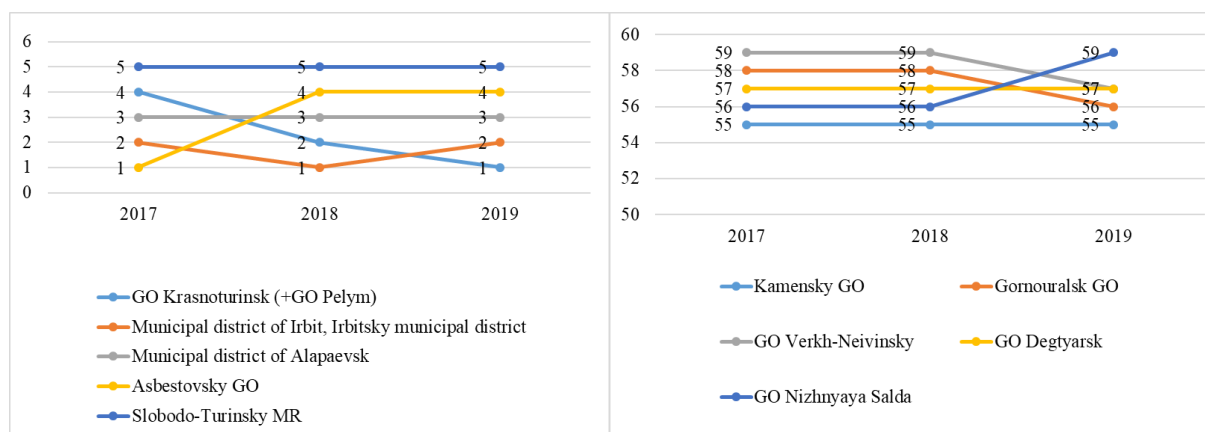 6
5 5 5 5
4 4 4 4
3 3 3 3
2 2 2 2
1 1 1 1
0
2017 2018 2019
GO Krasnoturinsk (+GO Pelym)
Municipal district of Irbit, Irbitsky municipal district
Municipal district of Alapaevsk
Asbestovsky GO
Slobodo-Turinsky MR
60
59 59 59
58 58 58
57 57 57
56 56 56 56
55 55 55
54
52
50
2017 2018 2019
Kamensky GO Gornouralsk GO
GO Verkh-Neivinsky GO Degtyarsk
GO Nizhnyaya Salda